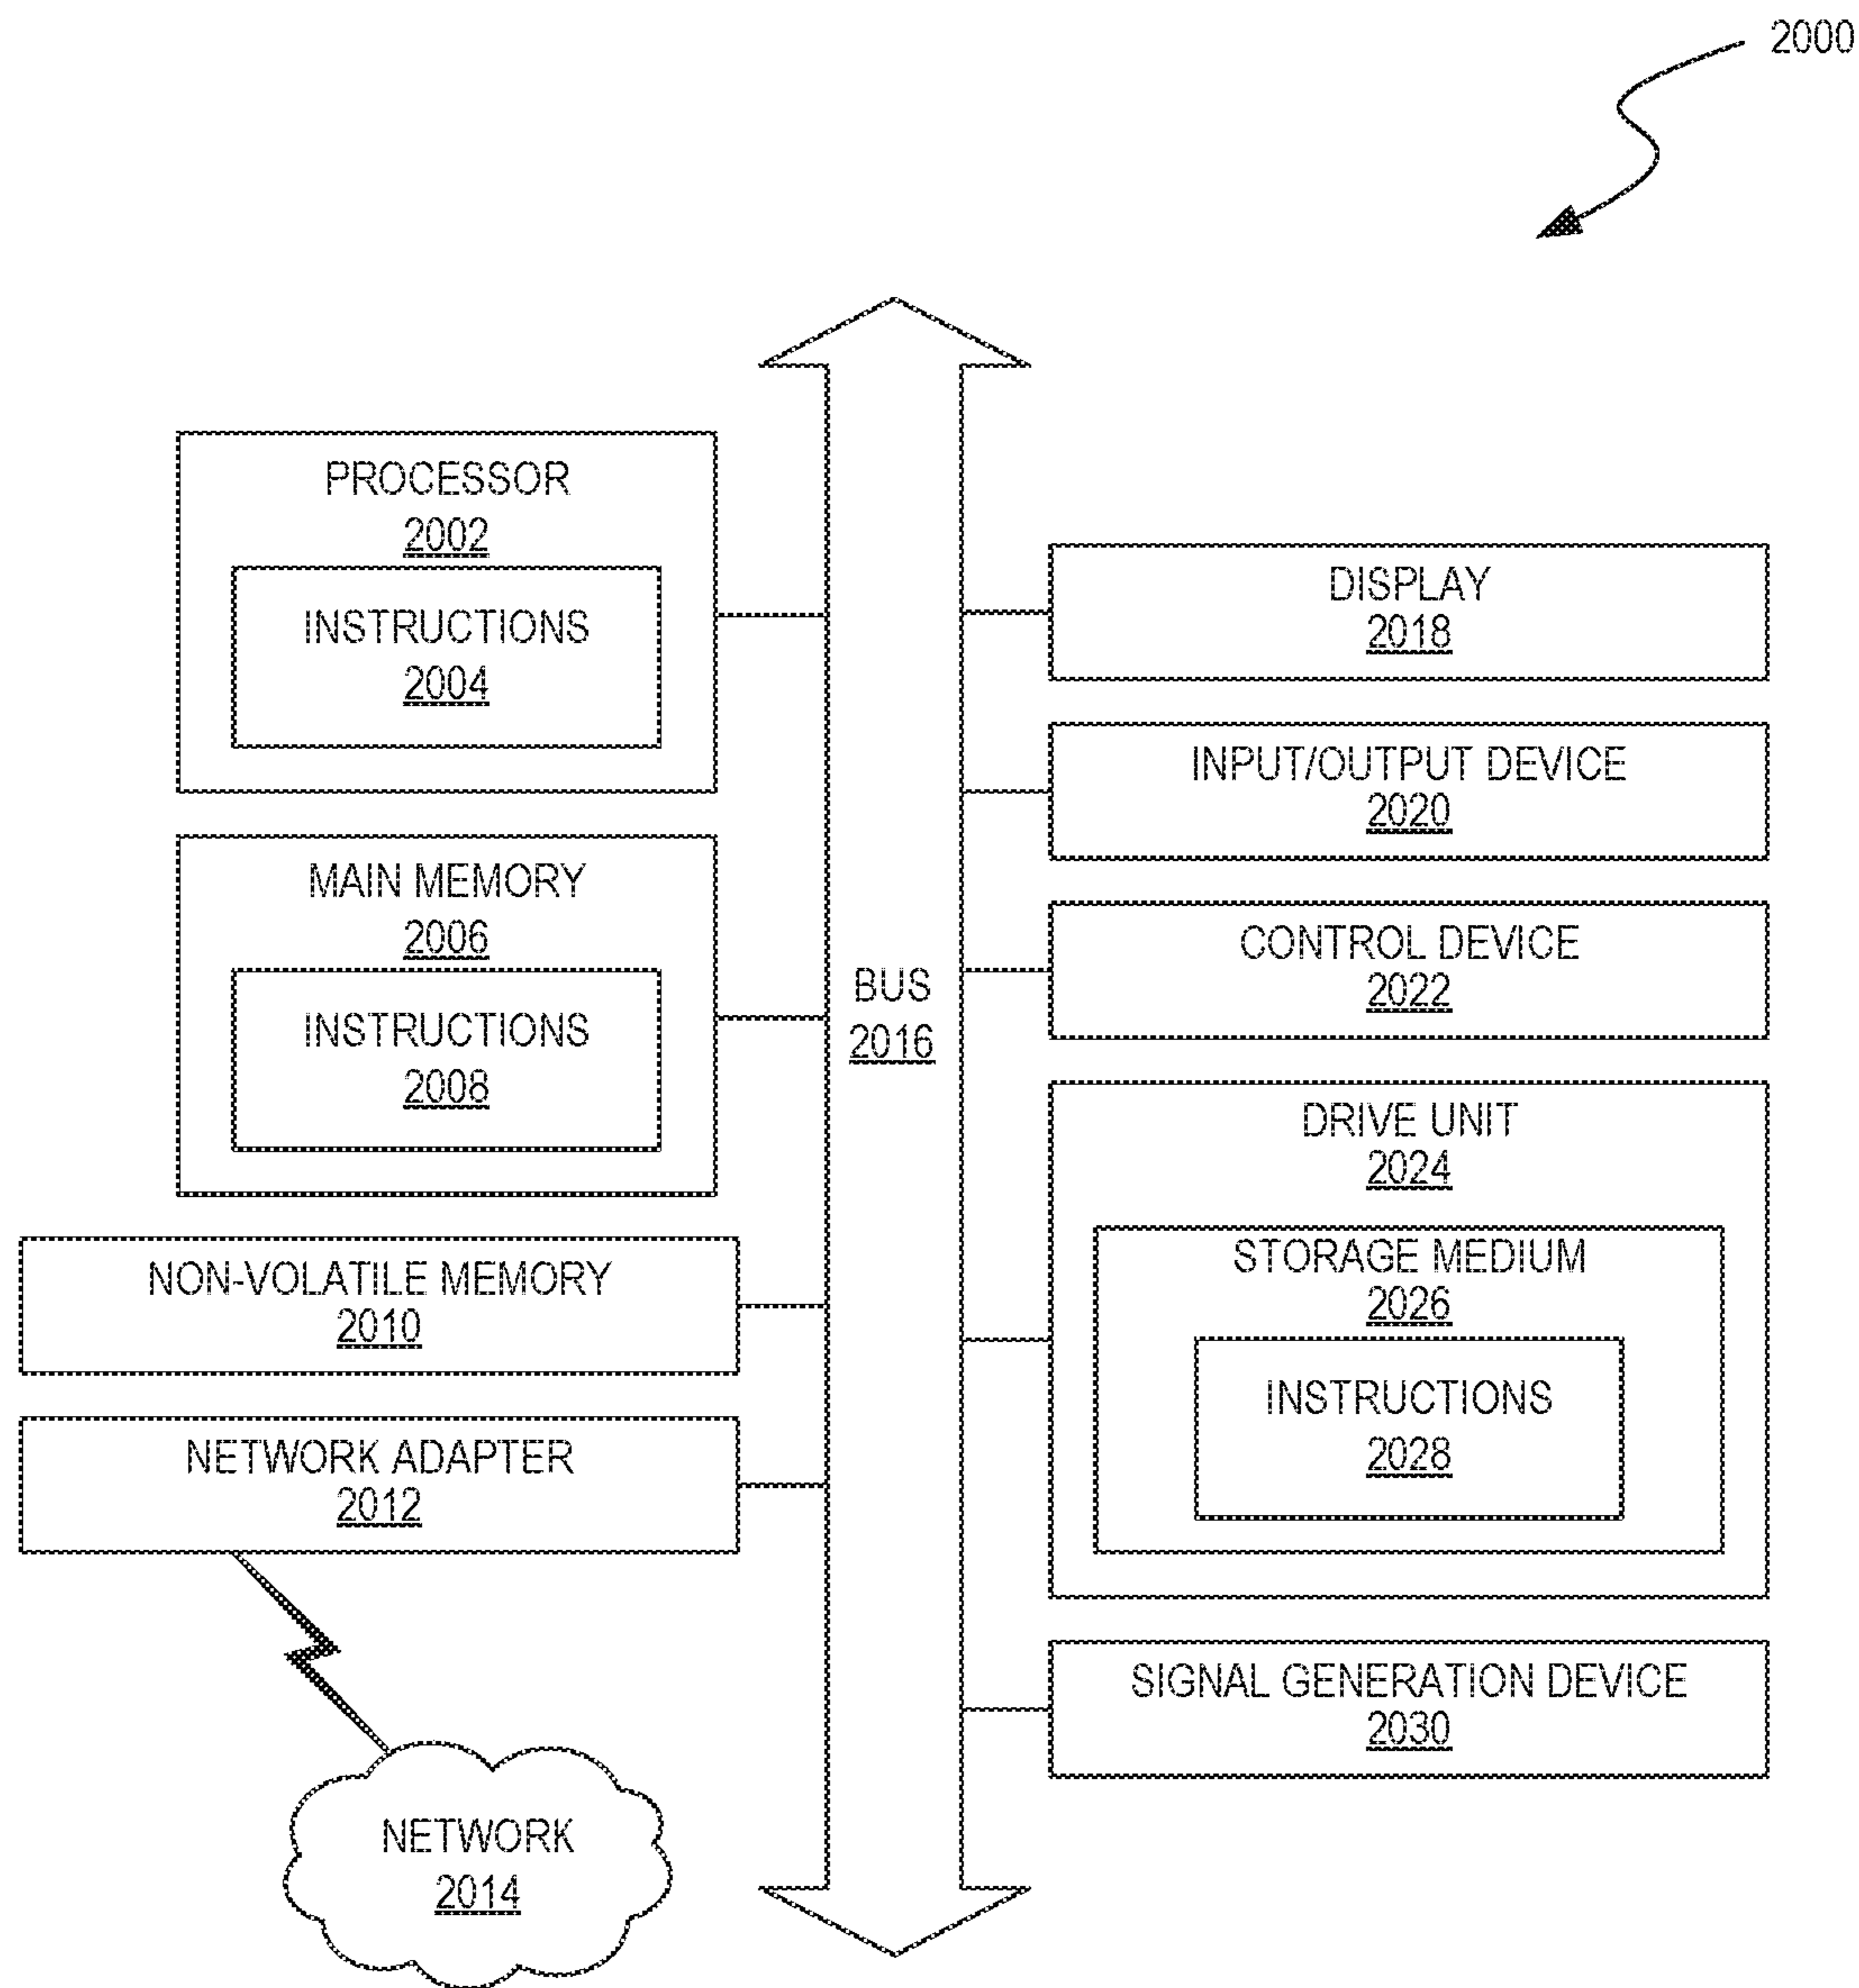 2000
PROCESSOR
2002
INSTRUCTIONS
2004
MAIN MEMORY
2006
INSTRUCTIONS
2008
NON-VOLATILE MEMORY
2010
NETWORK ADAPTER
2012
NETWORK
2014
BUS
2016
DISPLAY
2018
INPUT/OUTPUT DEVICE
2020
CONTROL DEVICE
2022
DRIVE UNIT
2024
STORAGE MEDIUM
2026
INSTRUCTIONS
2028
SIGNAL GENERATION DEVICE
2030